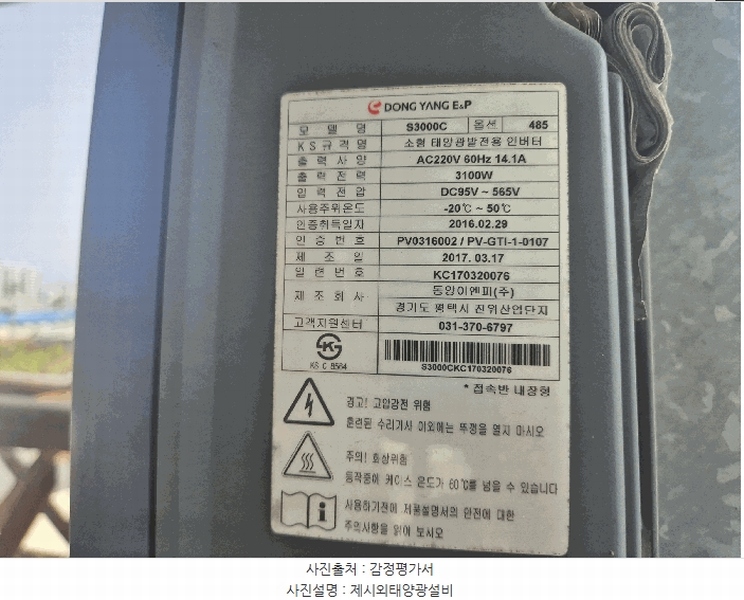 DONG YANG E&P
모 델 명 S3000C 옵션 485
K S 규 격 명 소형 태양광발전용 인버터
출 력 사 양 AC220V 60Hz 14.1A
출 력 전 력 3100W
입 력 전 압 DC95V ~ 565V
사용주위온도 -20℃ ~ 50℃
인증취득일자 2016.02.29
인 증 번 호 PV0316002 / PV-GTI-1-0107
제 조 일 2017. 03.17
일 련 번 호 KC170320076
제 조 회 사 동양이엔피(주)
경기도 평택시 진위산업단지
고객지원센터 031-370-6797
KS C 8564
S3000CKC170320076
* 접속반 내장형
경고! 고압감전 위험
훈련된 수리기사 이외에는 뚜껑을 열지 마시오
주의! 화상위험
동작중에 케이스 온도가 60℃를 넘을 수 있습니다
사용하기전에 제품설명서의 안전에 대한
주의사항을 읽어 보시오
사진출처 : 감정평가서
사진설명 : 제시외태양광설비